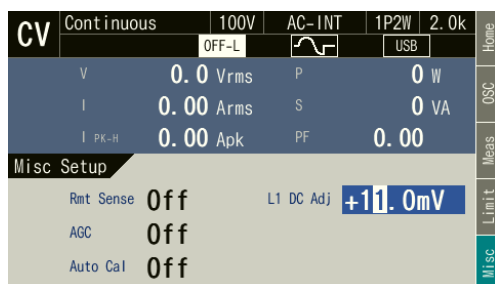 CV Continuous 100V AC-INT 1P2W 2.0k
OFF-L USB
V 0.0 Vrms P 0 W
I 0.00 Arms S 0 VA
I PK-H 0.00 Apk PF 0.00
Misc Setup
Rmt Sense Off L1 DC Adj +11.0mV
AGC Off
Auto Cal Off
Home
OSC
Meas
Limit
Misc